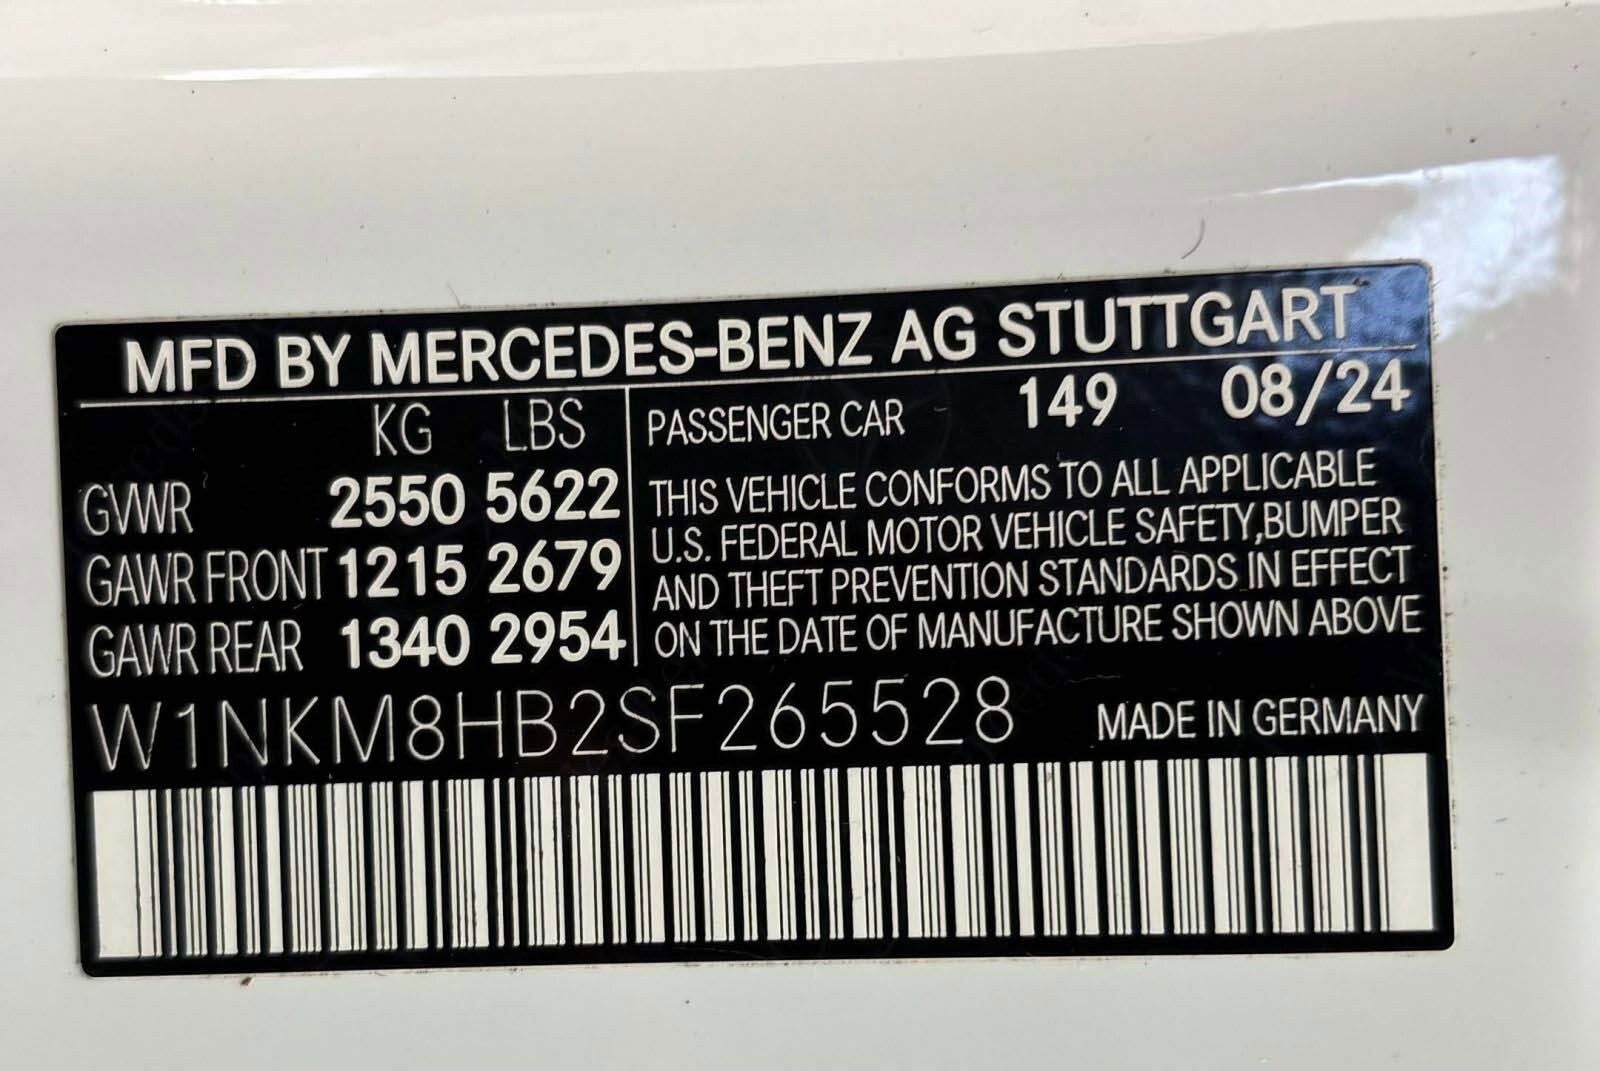 MFD BY MERCEDES-BENZ AG STUTTGART
KG LBS
GVWR 2550 5622
GAWR FRONT 1215 2679
GAWR REAR 1340 2954
PASSENGER CAR 149 08/24
THIS VEHICLE CONFORMS TO ALL APPLICABLE
U.S. FEDERAL MOTOR VEHICLE SAFETY,BUMPER
AND THEFT PREVENTION STANDARDS IN EFFECT
ON THE DATE OF MANUFACTURE SHOWN ABOVE
W1NKM8HB2SF265528 MADE IN GERMANY